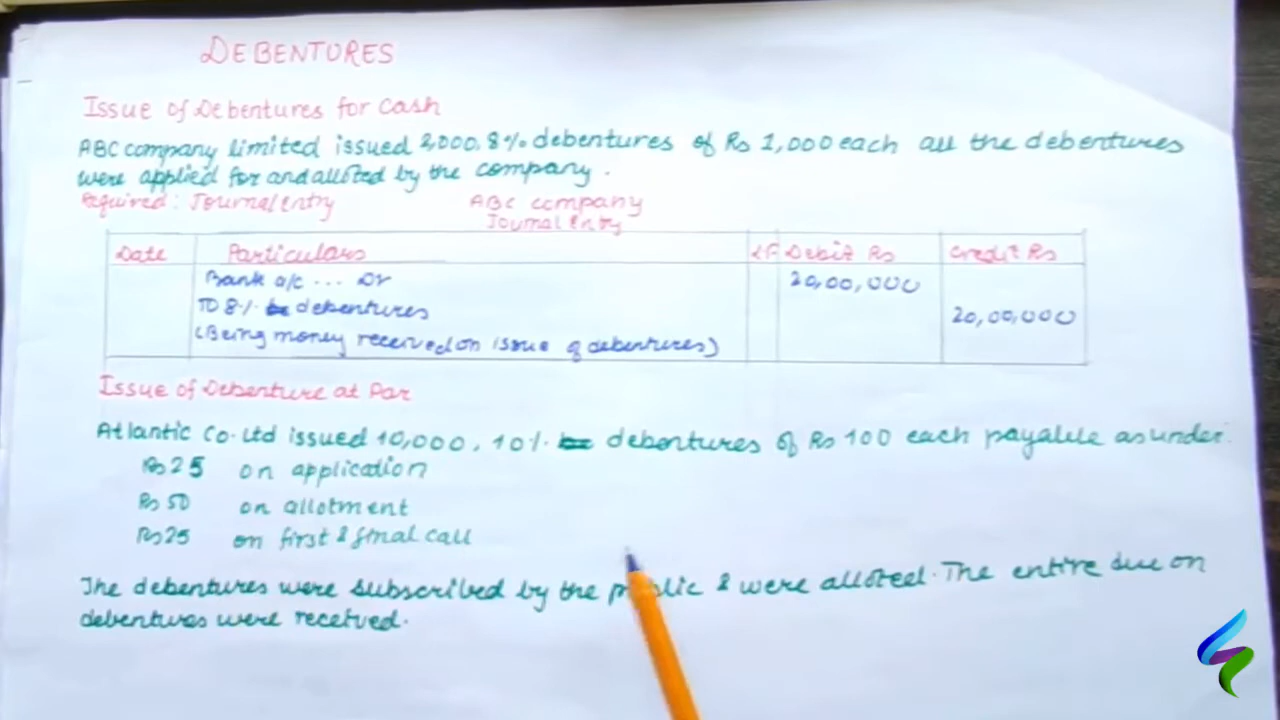 DEBENTURES
Issue of Debentures for Cash
ABC company limited issued 2,000, 8% debentures of Rs 1,000 each all the debentures
were applied for and alloted by the company.
Required: Journal entry
ABC company
Journal Entry
Date Particulars LF Debit Rs Credit Rs
Bank a/c ... Dr 20,00,000
TO 8% debentures 20,00,000
(Being money received on issue of debentures)
Issue of Debenture at Par
Atlantic Co. Ltd issued 10,000, 10% debentures of Rs 100 each payable as under.
Rs 25 on application
Rs 50 on allotment
Rs 25 on first & final call
The debentures were subscribed by the public & were alloted. The entire due on
debentures were received.